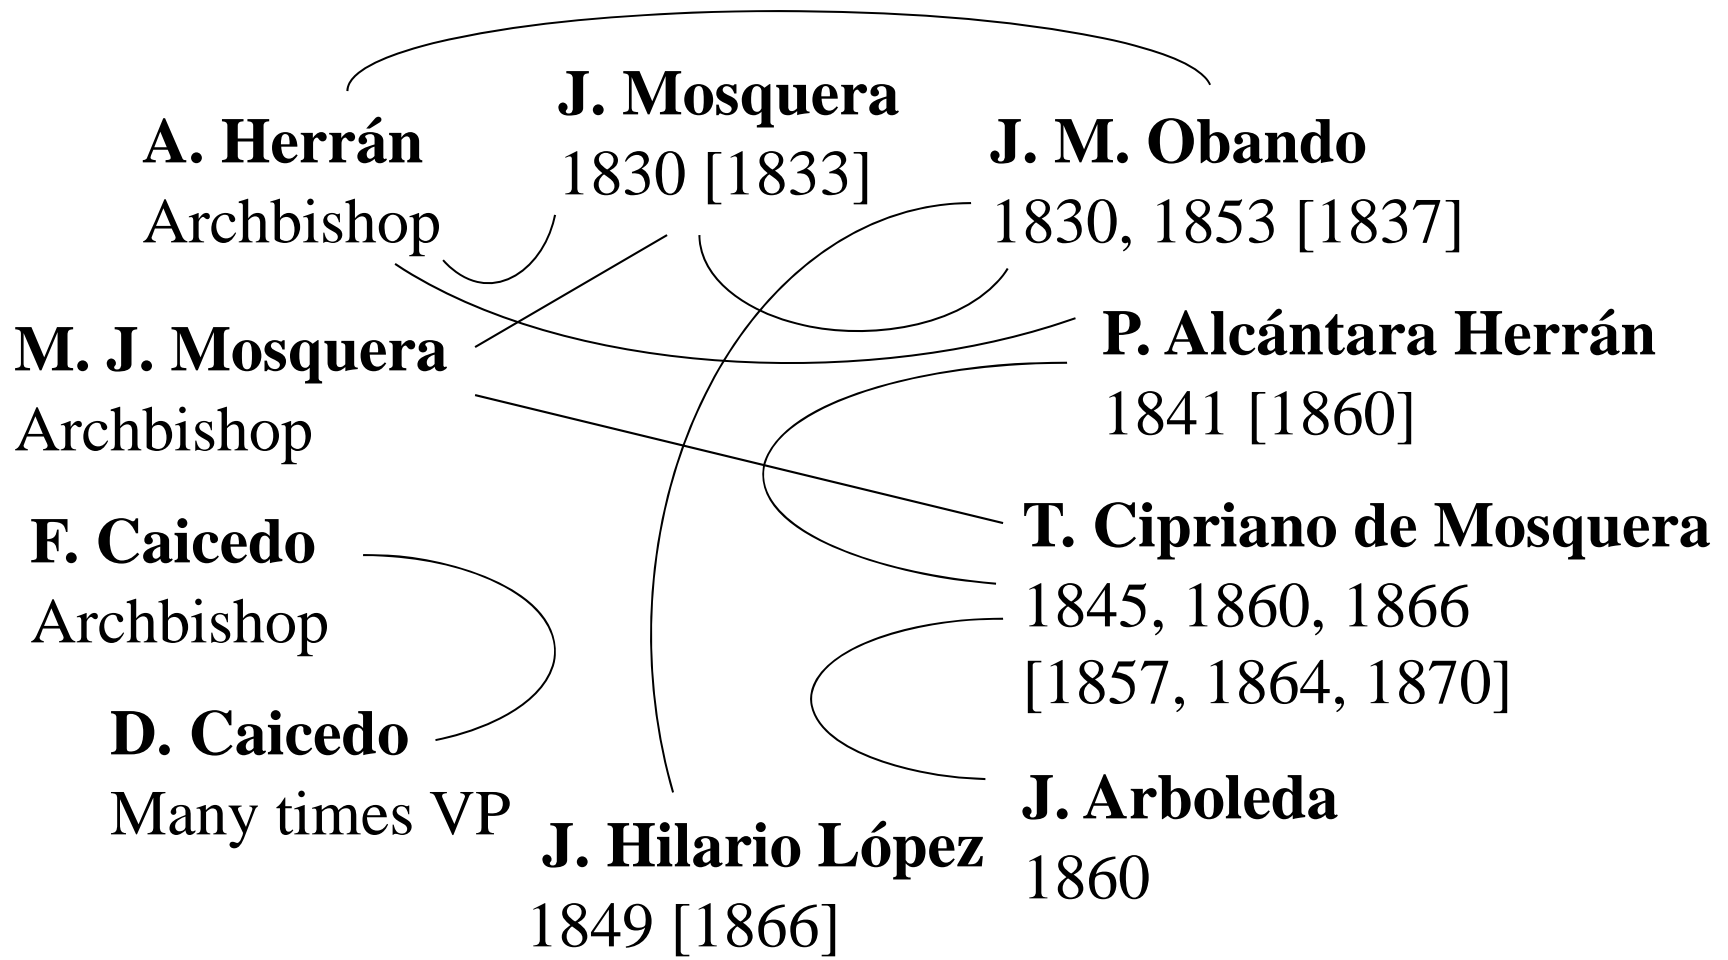 J. Mosquera
1830 [1833]
A. Herrán
Archbishop
J. M. Obando
1830, 1853 [1837]
M. J. Mosquera
Archbishop
P. Alcántara Herrán
1841 [1860]
F. Caicedo
Archbishop
T. Cipriano de Mosquera
1845, 1860, 1866
[1857, 1864, 1870]
D. Caicedo
Many times VP
J. Hilario López
1849 [1866]
J. Arboleda
1860